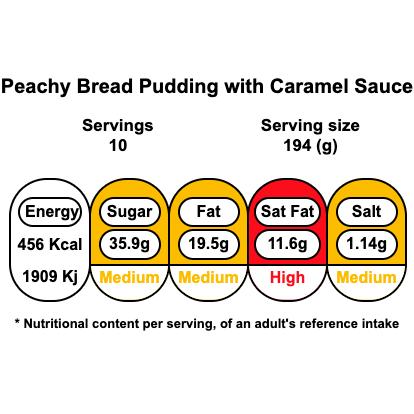 Peachy Bread Pudding with Caramel Sauce
Servings Serving size
10 194 (g)
Energy Sugar Fat Sat Fat Salt
456 Kcal 35.9g 19.5g 11.6g 1.14g
1909 Kj Medium Medium High Medium
* Nutritional content per serving, of an adult's reference intake